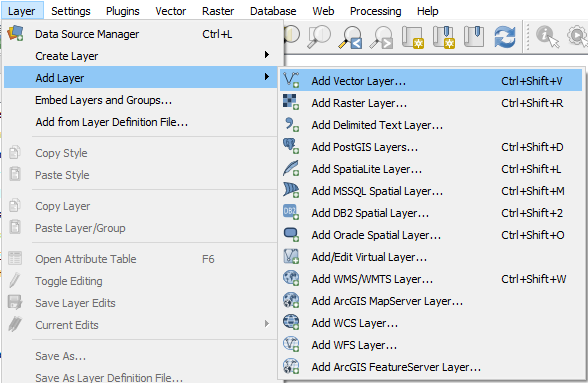 Layer Settings Plugins Vector Raster Database Web Processing Help
Data Source Manager Ctrl+L
Create Layer
Add Layer
Embed Layers and Groups...
Add from Layer Definition File...
Copy Style
Paste Style
Copy Layer
Paste Layer/Group
Open Attribute Table F6
Toggle Editing
Save Layer Edits
Current Edits
Save As...
Save As Layer Definition File...
Add Vector Layer... Ctrl+Shift+V
Add Raster Layer... Ctrl+Shift+R
Add Delimited Text Layer...
Add PostGIS Layers... Ctrl+Shift+D
Add SpatiaLite Layer... Ctrl+Shift+L
Add MSSQL Spatial Layer... Ctrl+Shift+M
DB2 Add DB2 Spatial Layer... Ctrl+Shift+2
Add Oracle Spatial Layer... Ctrl+Shift+O
Add/Edit Virtual Layer...
Add WMS/WMTS Layer... Ctrl+Shift+W
Add ArcGIS MapServer Layer...
Add WCS Layer...
Add WFS Layer...
Add ArcGIS FeatureServer Layer...